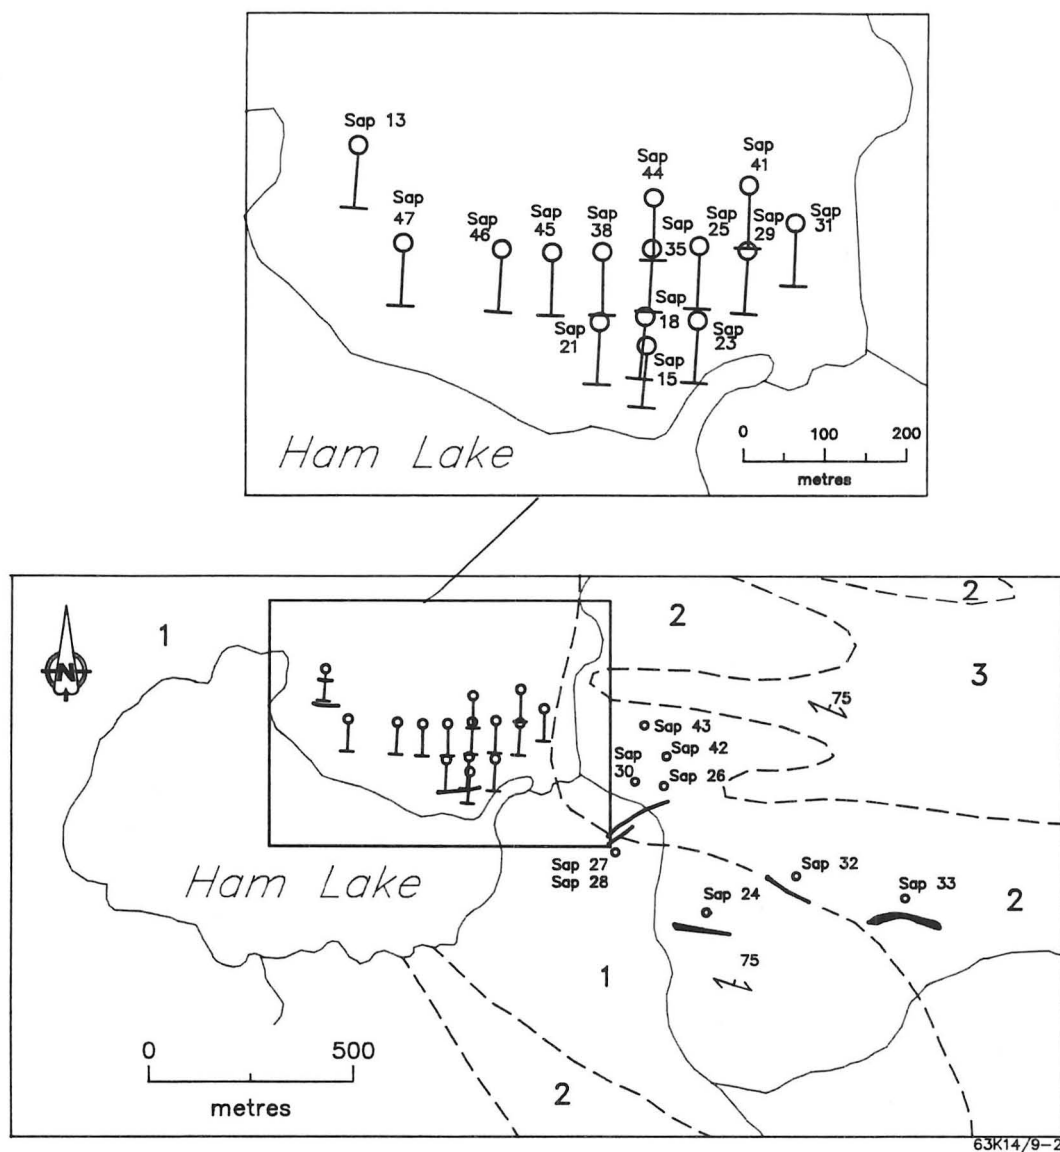 Sap 13
Sap
47
Sap
46
Sap
45
Sap
38
Sap
44
Sap
35
Sap
25
Sap
41
Sap
29
Sap
31
Sap
21
Sap
18
Sap
23
Sap
15
Ham Lake
0 100 200
metres
1
N
2
2
3
75
Sap 43
Sap 42
Sap
30
Sap 26
Sap 27
Sap 28
Sap 32
Sap 33
Sap 24
2
Ham Lake
75
1
0 500
metres
2
63K14/9-2